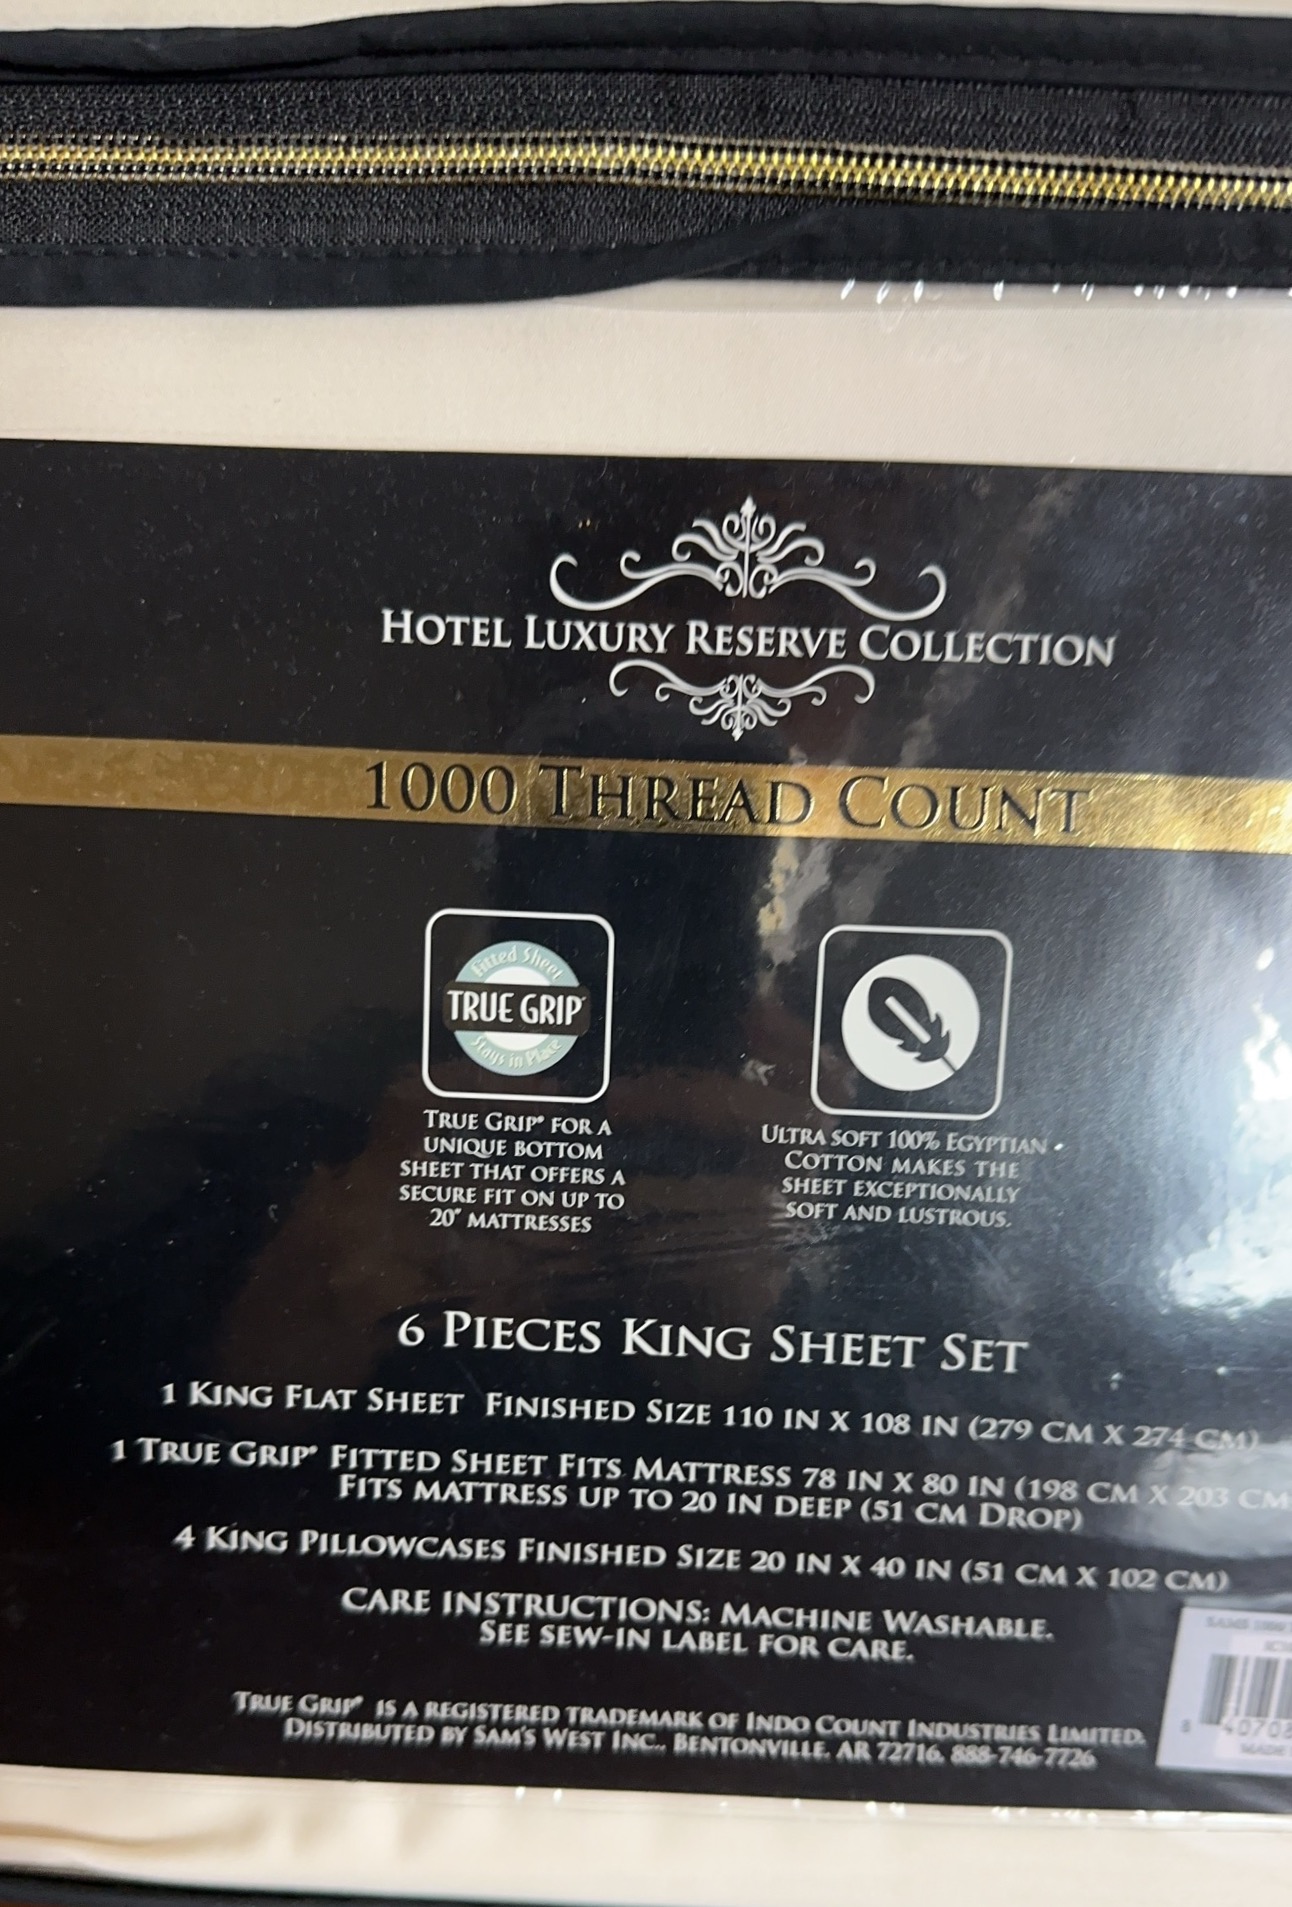 HOTEL LUXURY RESERVE COLLECTION
1000 THREAD COUNT
Fitted Sheet
TRUE GRIP
Stays in Place
TRUE GRIP® FOR A
UNIQUE BOTTOM
SHEET THAT OFFERS A
SECURE FIT ON UP TO
20" MATTRESSES
ULTRA SOFT 100% EGYPTIAN •
COTTON MAKES THE
SHEET EXCEPTIONALLY
SOFT AND LUSTROUS.
6 PIECES KING SHEET SET
1 KING FLAT SHEET FINISHED SIZE 110 IN X 108 IN (279 CM X 274 CM)
1 TRUE GRIP® FITTED SHEET FITS MATTRESS 78 IN X 80 IN (198 CM X 203 CM
FITS MATTRESS UP TO 20 IN DEEP (51 CM DROP)
4 KING PILLOWCASES FINISHED SIZE 20 IN X 40 IN (51 CM X 102 CM)
CARE INSTRUCTIONS: MACHINE WASHABLE.
SEE SEW-IN LABEL FOR CARE.
TRUE GRIP® IS A REGISTERED TRADEMARK OF INDO COUNT INDUSTRIES LIMITED.
DISTRIBUTED BY SAM'S WEST INC., BENTONVILLE, AR 72716. 888-746-7726
SAMS
8 40708
MADE